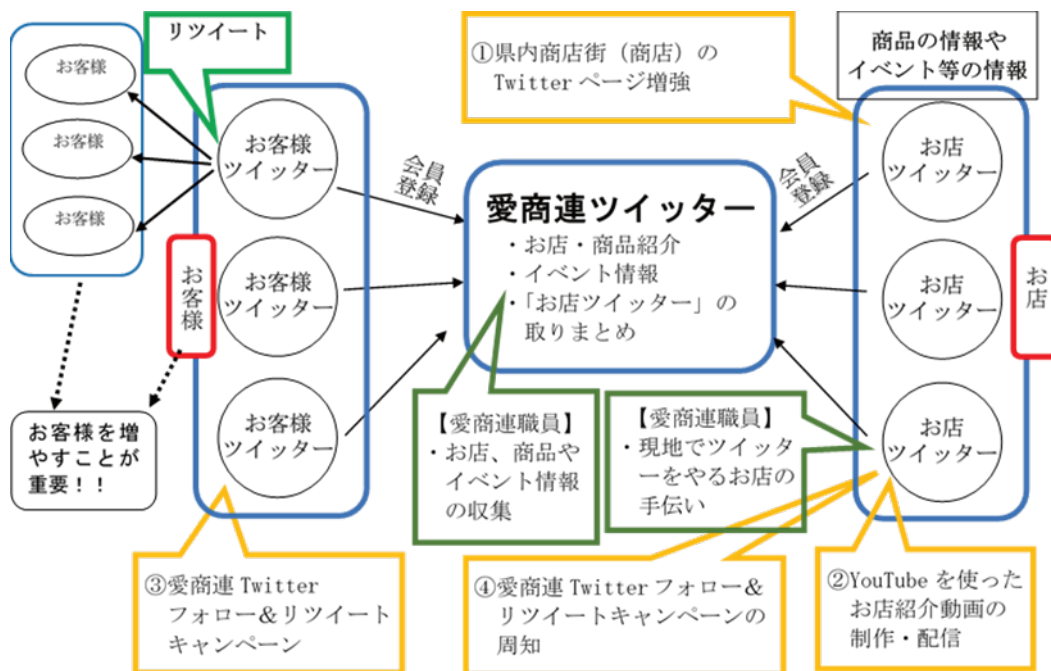 リツイート
お客様
お客様
お客様
お客様
ツイッター
お客様
ツイッター
お客様
ツイッター
お客様
お客様を増
やすことが
重要！！
会員
登録
①県内商店街（商店）の
Twitter ページ増強
商品の情報や
イベント等の情報
愛商連ツイッター
・お店・商品紹介
・イベント情報
・「お店ツイッター」の
取りまとめ
会員
登録
お店
ツイッター
お店
ツイッター
お店
ツイッター
お店
【愛商連職員】
・お店、商品や
イベント情報
の収集
【愛商連職員】
・現地でツイッタ
ーをやるお店の
手伝い
③愛商連 Twitter
フォロー＆リツイート
キャンペーン
④愛商連 Twitter フォロー＆
リツイートキャンペーンの
周知
②YouTube を使った
お店紹介動画の
制作・配信